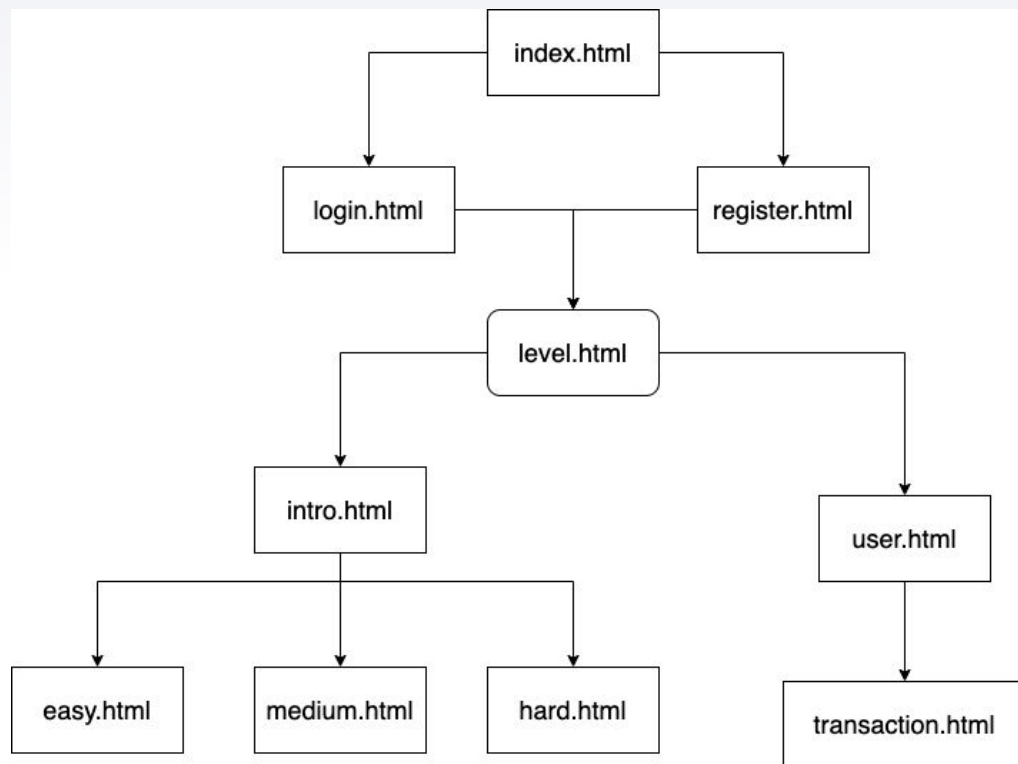 index.html
login.html
register.html
level.html
intro.html
user.html
easy.html
medium.html
hard.html
transaction.html